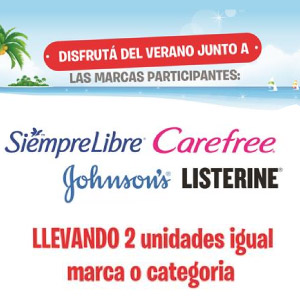 DISFRUTÁ DEL VERANO JUNTO A
LAS MARCAS PARTICIPANTES:
SiempreLibre Carefree
Johnson's LISTERINE
LLEVANDO 2 unidades igual
marca o categoria